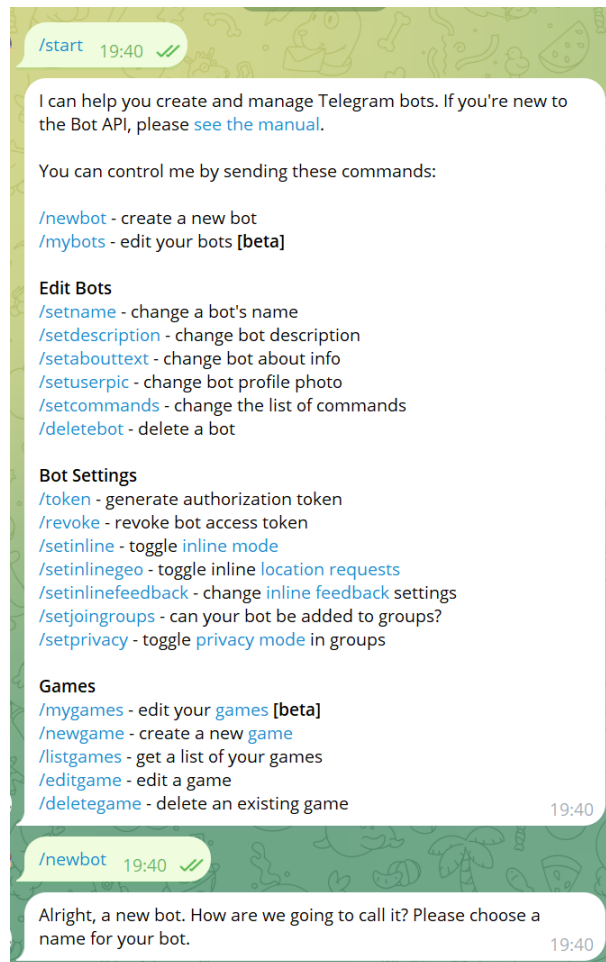 /start 19:40
I can help you create and manage Telegram bots. If you're new to
the Bot API, please see the manual.
You can control me by sending these commands:
/newbot - create a new bot
/mybots - edit your bots [beta]
Edit Bots
/setname - change a bot's name
/setdescription - change bot description
/setabouttext - change bot about info
/setuserpic - change bot profile photo
/setcommands - change the list of commands
/deletebot - delete a bot
Bot Settings
/token - generate authorization token
/revoke - revoke bot access token
/setinline - toggle inline mode
/setinlinegeo - toggle inline location requests
/setinlinefeedback - change inline feedback settings
/setjoingroups - can your bot be added to groups?
/setprivacy - toggle privacy mode in groups
Games
/mygames - edit your games [beta]
/newgame - create a new game
/listgames - get a list of your games
/editgame - edit a game
/deletegame - delete an existing game 19:40
/newbot 19:40
Alright, a new bot. How are we going to call it? Please choose a
name for your bot. 19:40